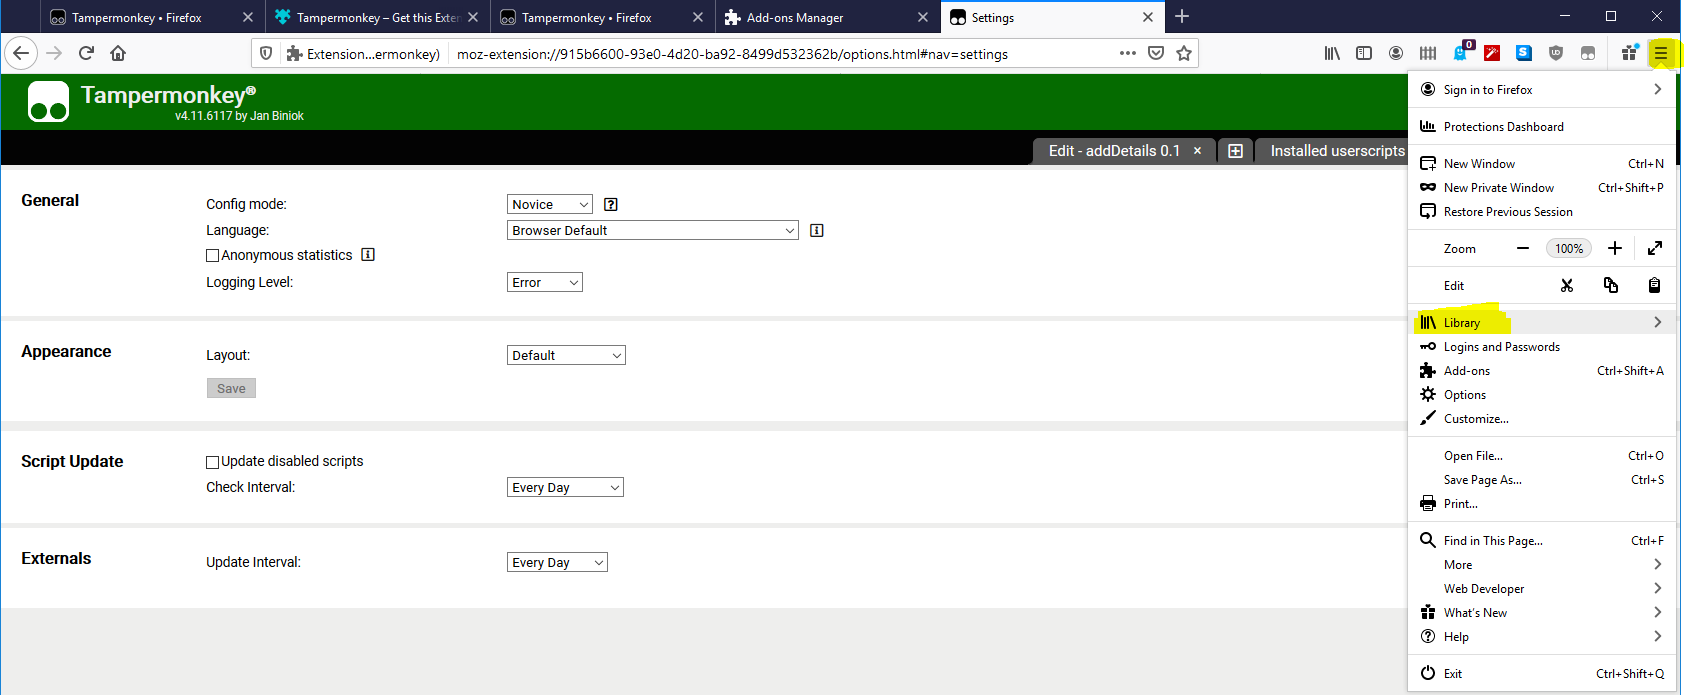 Tampermonkey • Firefox
Tampermonkey – Get this Exten
Tampermonkey • Firefox
Add-ons Manager
Settings
Extension...ermonkey)
moz-extension://915b6600-93e0-4d20-ba92-8499d532362b/options.html#nav=settings
0
Tampermonkey®
v4.11.6117 by Jan Biniok
Edit - addDetails 0.1 ×
Installed userscripts
General
Config mode:
Novice
Language:
Browser Default
Anonymous statistics
Logging Level:
Error
Appearance
Layout:
Default
Save
Script Update
Update disabled scripts
Check Interval:
Every Day
Externals
Update Interval:
Every Day
Sign in to Firefox
Protections Dashboard
New Window Ctrl+N
New Private Window Ctrl+Shift+P
Restore Previous Session
Zoom 100%
Edit
Library
Logins and Passwords
Add-ons Ctrl+Shift+A
Options
Customize...
Open File... Ctrl+O
Save Page As... Ctrl+S
Print...
Find in This Page... Ctrl+F
More
Web Developer
What's New
Help
Exit Ctrl+Shift+Q